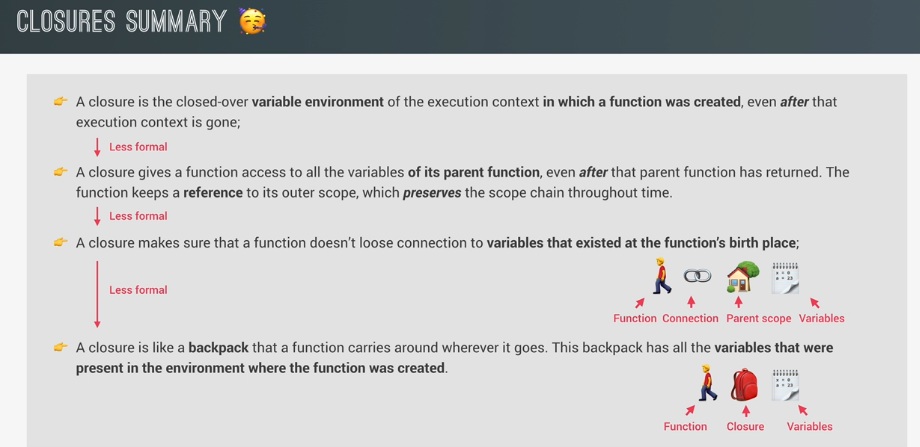 CLOSURES SUMMARY 🥳
👉 A closure is the closed-over variable environment of the execution context in which a function was created, even after that
execution context is gone;
Less formal
👉 A closure gives a function access to all the variables of its parent function, even after that parent function has returned. The
function keeps a reference to its outer scope, which preserves the scope chain throughout time.
Less formal
👉 A closure makes sure that a function doesn't loose connection to variables that existed at the function's birth place;
Less formal
Function Connection Parent scope Variables
👉 A closure is like a backpack that a function carries around wherever it goes. This backpack has all the variables that were
present in the environment where the function was created.
Function Closure Variables